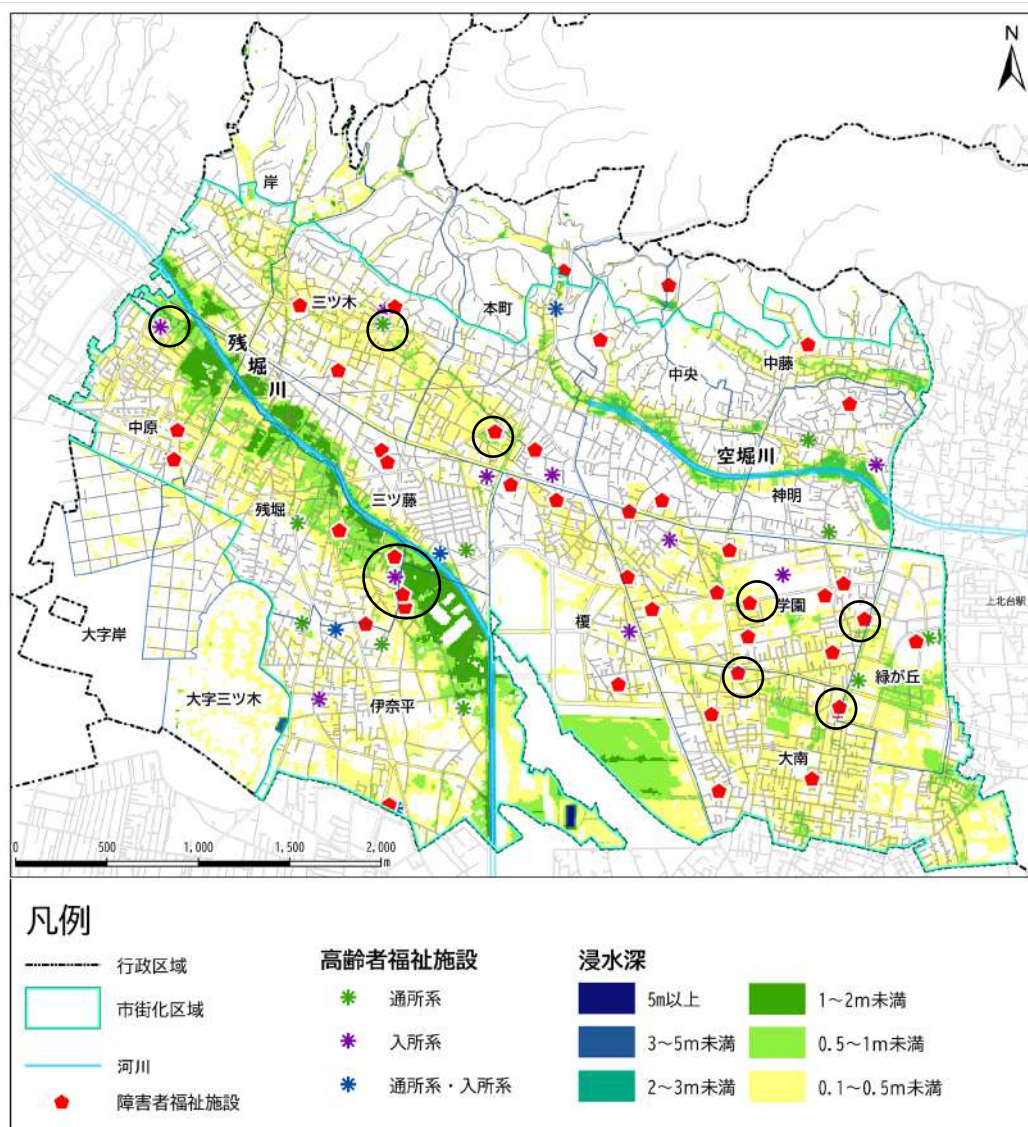 N
岸
三ツ木
本町
残堀川
中央
中藤
中原
空堀川
神明
三ツ藤
残堀
学園
上北台駅
榎
大字岸
緑が丘
大字三ツ木
伊奈平
大南
0 500 1,000 1,500 2,000
m
凡例
行政区域
市街化区域
河川
障害者福祉施設
高齢者福祉施設
通所系
入所系
通所系・入所系
浸水深
5m以上
3~5m未満
2~3m未満
1~2m未満
0.5~1m未満
0.1~0.5m未満